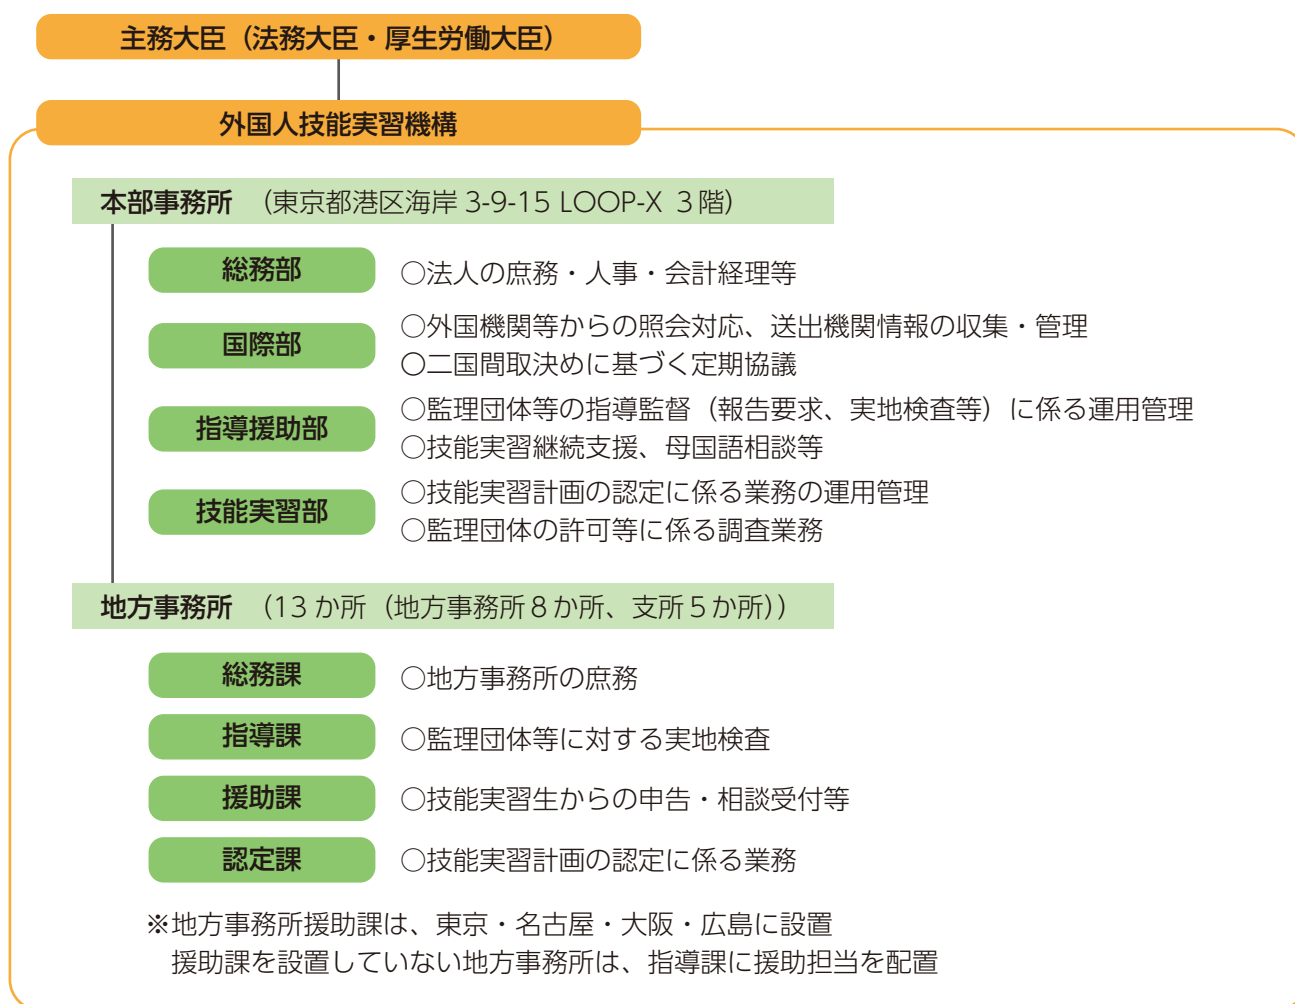 主務大臣（法務大臣・厚生労働大臣）
外国人技能実習機構
本部事務所　（東京都港区海岸 3-9-15 LOOP-X ３階）
総務部　○法人の庶務・人事・会計経理等
国際部　○外国機関等からの照会対応、送出機関情報の収集・管理
○二国間取決めに基づく定期協議
指導援助部　○監理団体等の指導監督（報告要求、実地検査等）に係る運用管理
○技能実習継続支援、母国語相談等
技能実習部　○技能実習計画の認定に係る業務の運用管理
○監理団体の許可等に係る調査業務
地方事務所　（13 か所（地方事務所８か所、支所５か所））
総務課　○地方事務所の庶務
指導課　○監理団体等に対する実地検査
援助課　○技能実習生からの申告・相談受付等
認定課　○技能実習計画の認定に係る業務
※地方事務所援助課は、東京・名古屋・大阪・広島に設置
援助課を設置していない地方事務所は、指導課に援助担当を配置